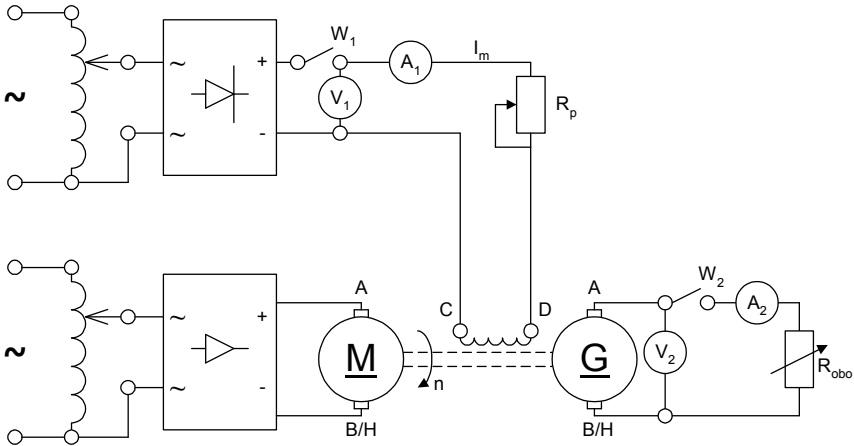 W1
A1
Im
~
+
V1
Rp
~
~
-
A
C
D
A
W2
A2
~
+
M
n
G
V2
Robo
~
~
-
B/H
B/H